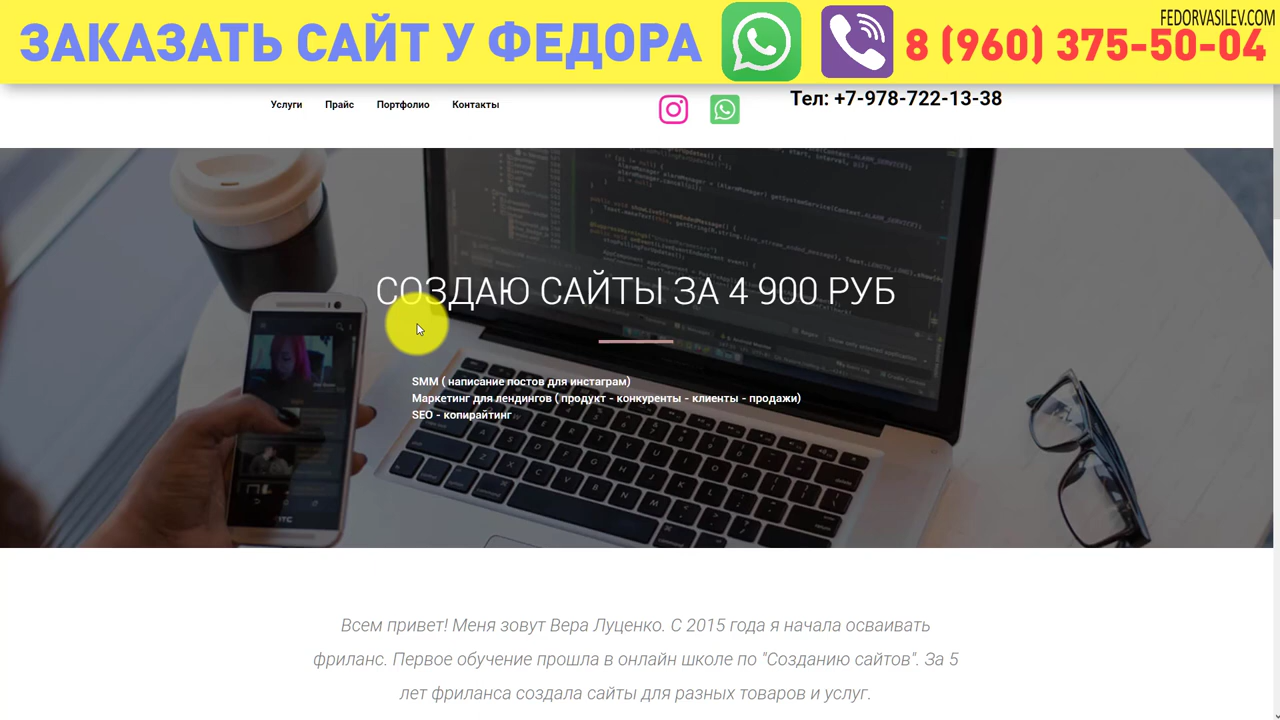 FEDORVASILEV.COM
ЗАКАЗАТЬ САЙТ У ФЕДОРА
8 (960) 375-50-04
Услуги Прайс Портфолио Контакты
Тел: +7-978-722-13-38
СОЗДАЮ САЙТЫ ЗА 4 900 РУБ
SMM ( написание постов для инстаграм)
Маркетинг для лендингов ( продукт - конкуренты - клиенты - продажи)
SEO - копирайтинг
Всем привет! Меня зовут Вера Луценко. С 2015 года я начала осваивать
фриланс. Первое обучение прошла в онлайн школе по "Созданию сайтов". За 5
лет фриланса создала сайты для разных товаров и услуг.